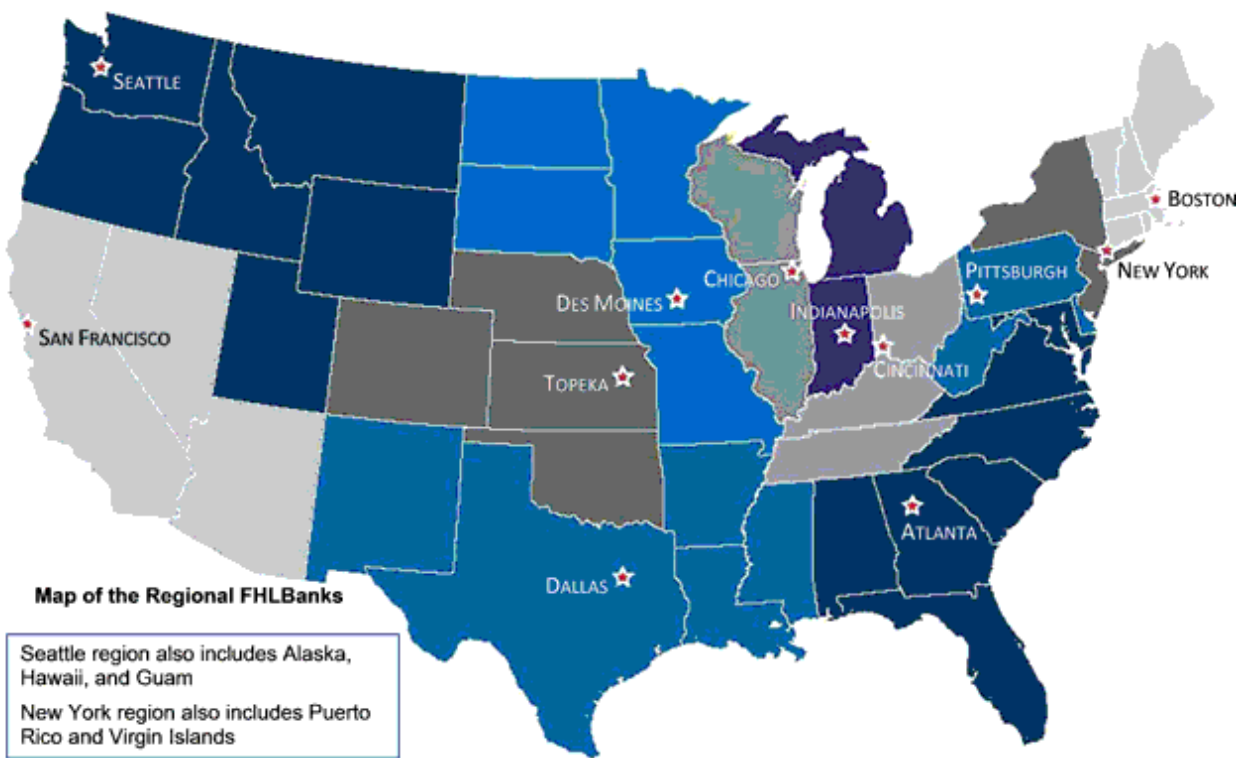 SEATTLE
BOSTON
NEW YORK
PITTSBURGH
CHICAGO
DES MOINES
INDIANAPOLIS
SAN FRANCISCO
CINCINNATI
TOPEKA
ATLANTA
DALLAS
Map of the Regional FHLBanks
Seattle region also includes Alaska,
Hawaii, and Guam
New York region also includes Puerto
Rico and Virgin Islands